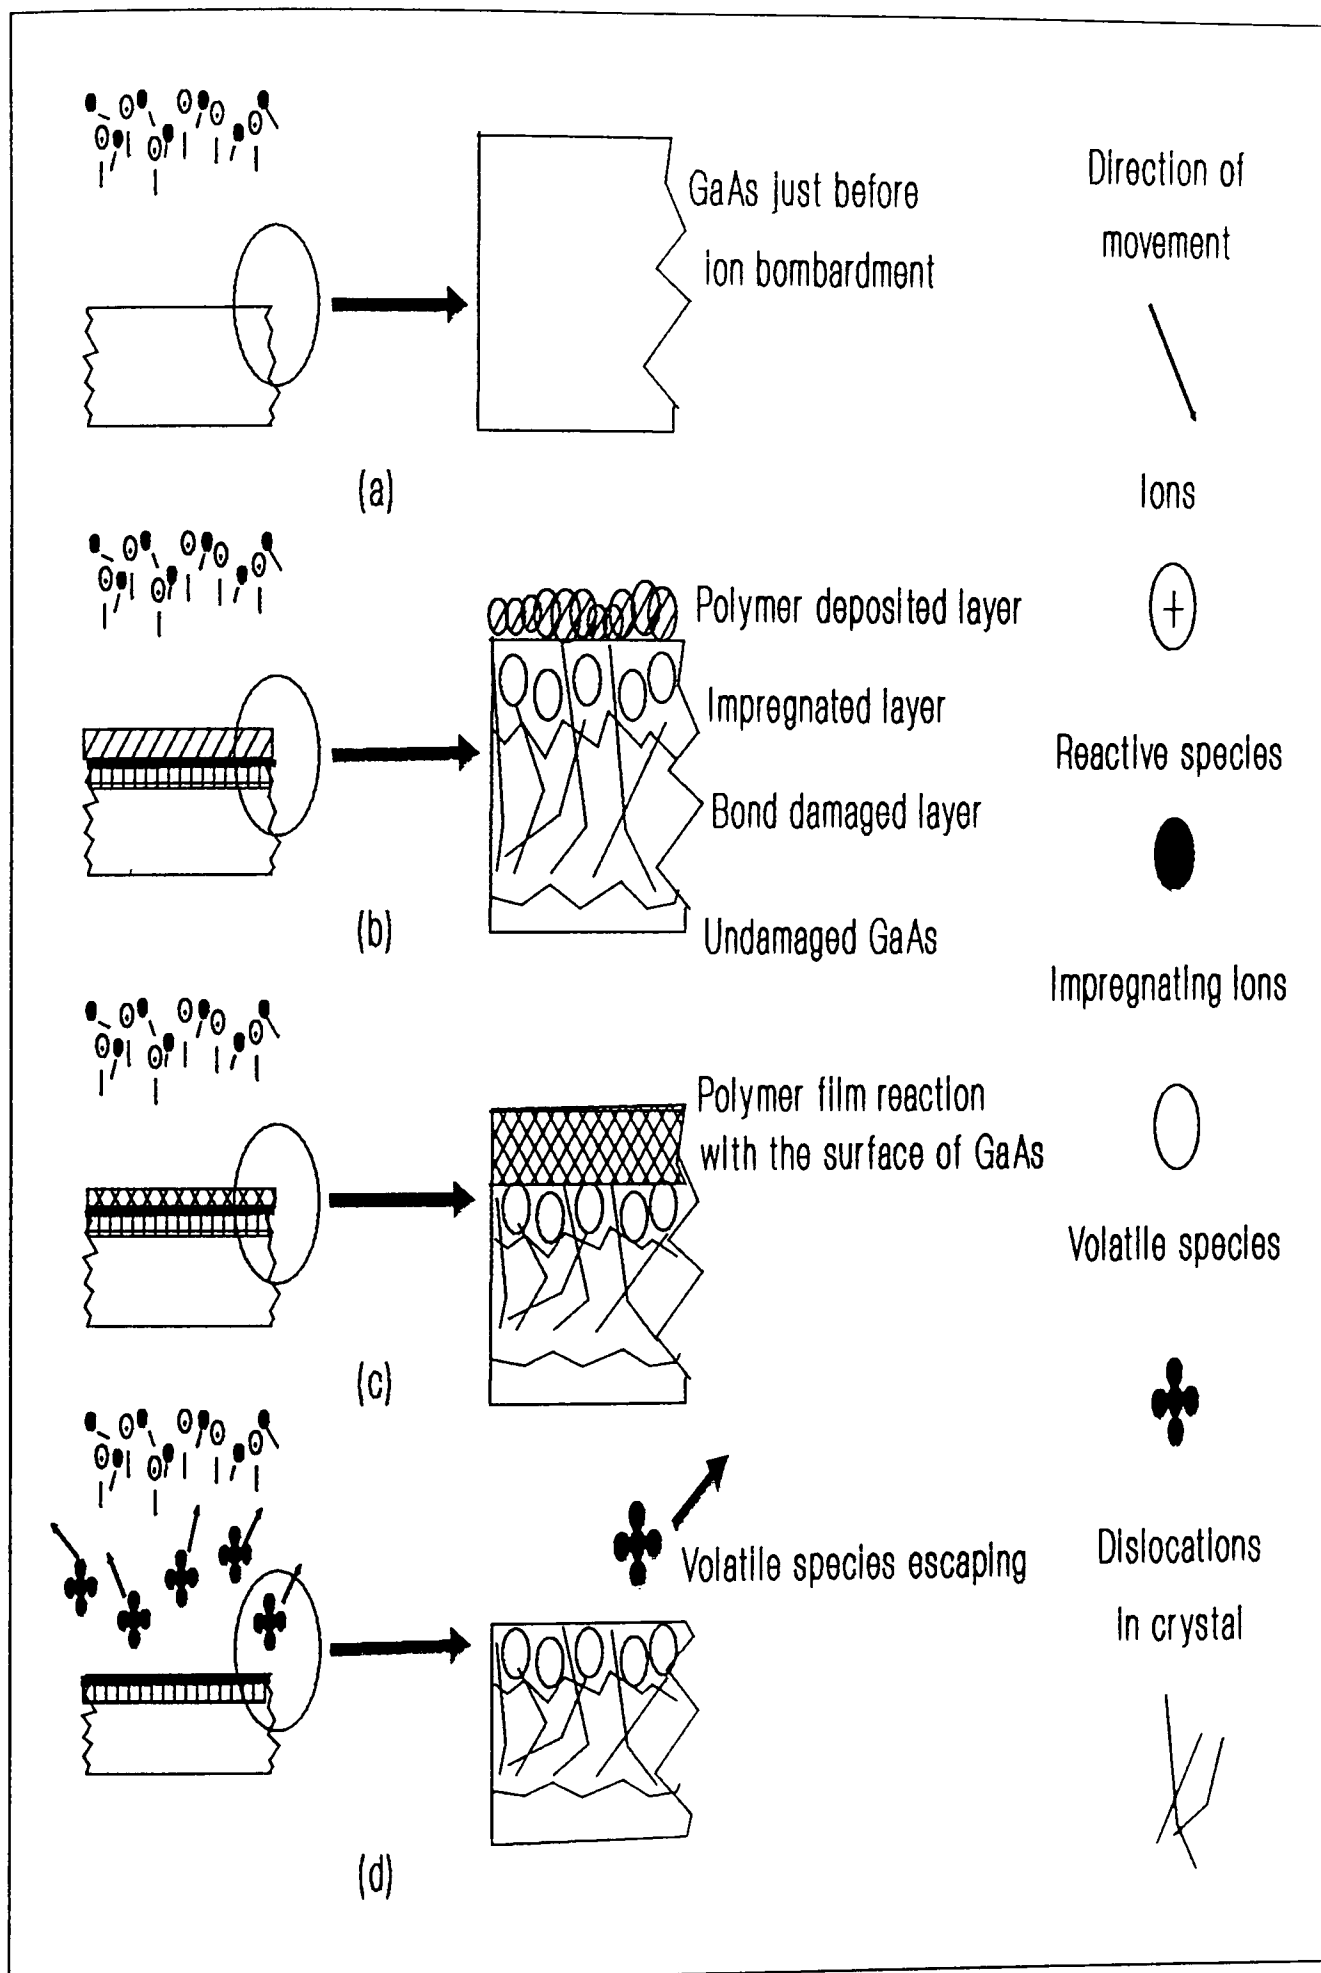 GaAs just before
ion bombardment
(a)
Polymer deposited layer
Impregnated layer
Bond damaged layer
Undamaged GaAs
(b)
Polymer film reaction
with the surface of GaAs
(c)
Volatile species escaping
(d)
Direction of
movement
Ions
+
Reactive species
Impregnating Ions
Volatile species
Dislocations
In crystal